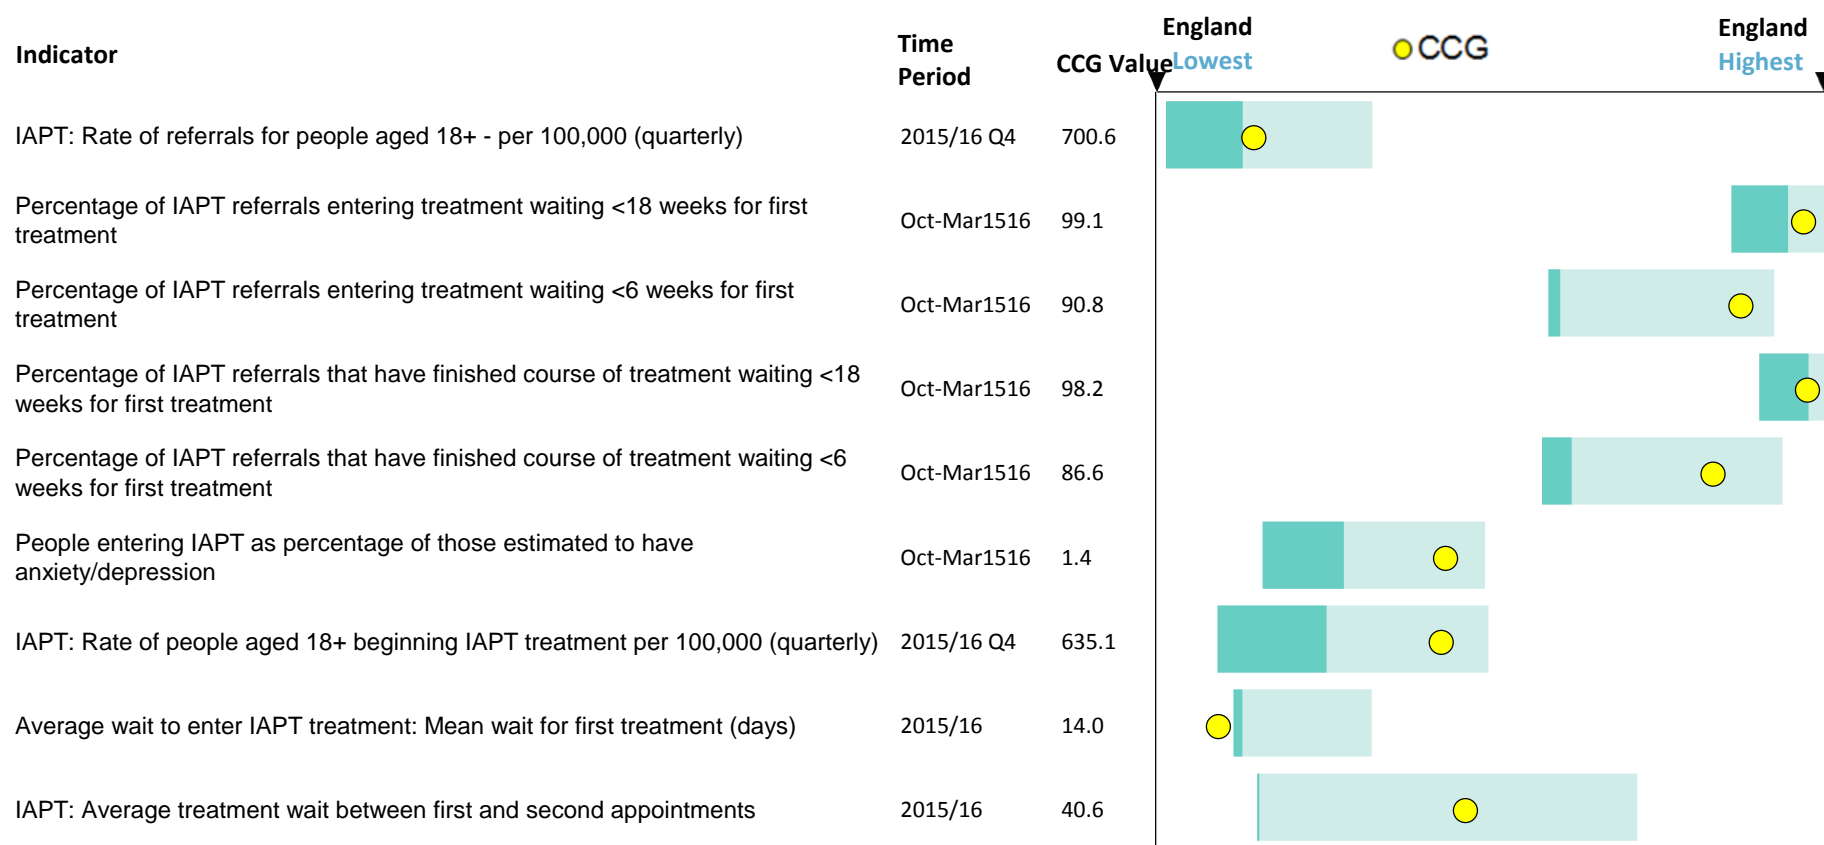 Indicator
Time
Period
CCG Value
England
Lowest
CCG
England
Highest
IAPT: Rate of referrals for people aged 18+ - per 100,000 (quarterly) 2015/16 Q4 700.6
Percentage of IAPT referrals entering treatment waiting <18 weeks for first
treatment
Oct-Mar1516 99.1
Percentage of IAPT referrals entering treatment waiting <6 weeks for first
treatment
Oct-Mar1516 90.8
Percentage of IAPT referrals that have finished course of treatment waiting <18
weeks for first treatment
Oct-Mar1516 98.2
Percentage of IAPT referrals that have finished course of treatment waiting <6
weeks for first treatment
Oct-Mar1516 86.6
People entering IAPT as percentage of those estimated to have
anxiety/depression
Oct-Mar1516 1.4
IAPT: Rate of people aged 18+ beginning IAPT treatment per 100,000 (quarterly) 2015/16 Q4 635.1
Average wait to enter IAPT treatment: Mean wait for first treatment (days) 2015/16 14.0
IAPT: Average treatment wait between first and second appointments 2015/16 40.6